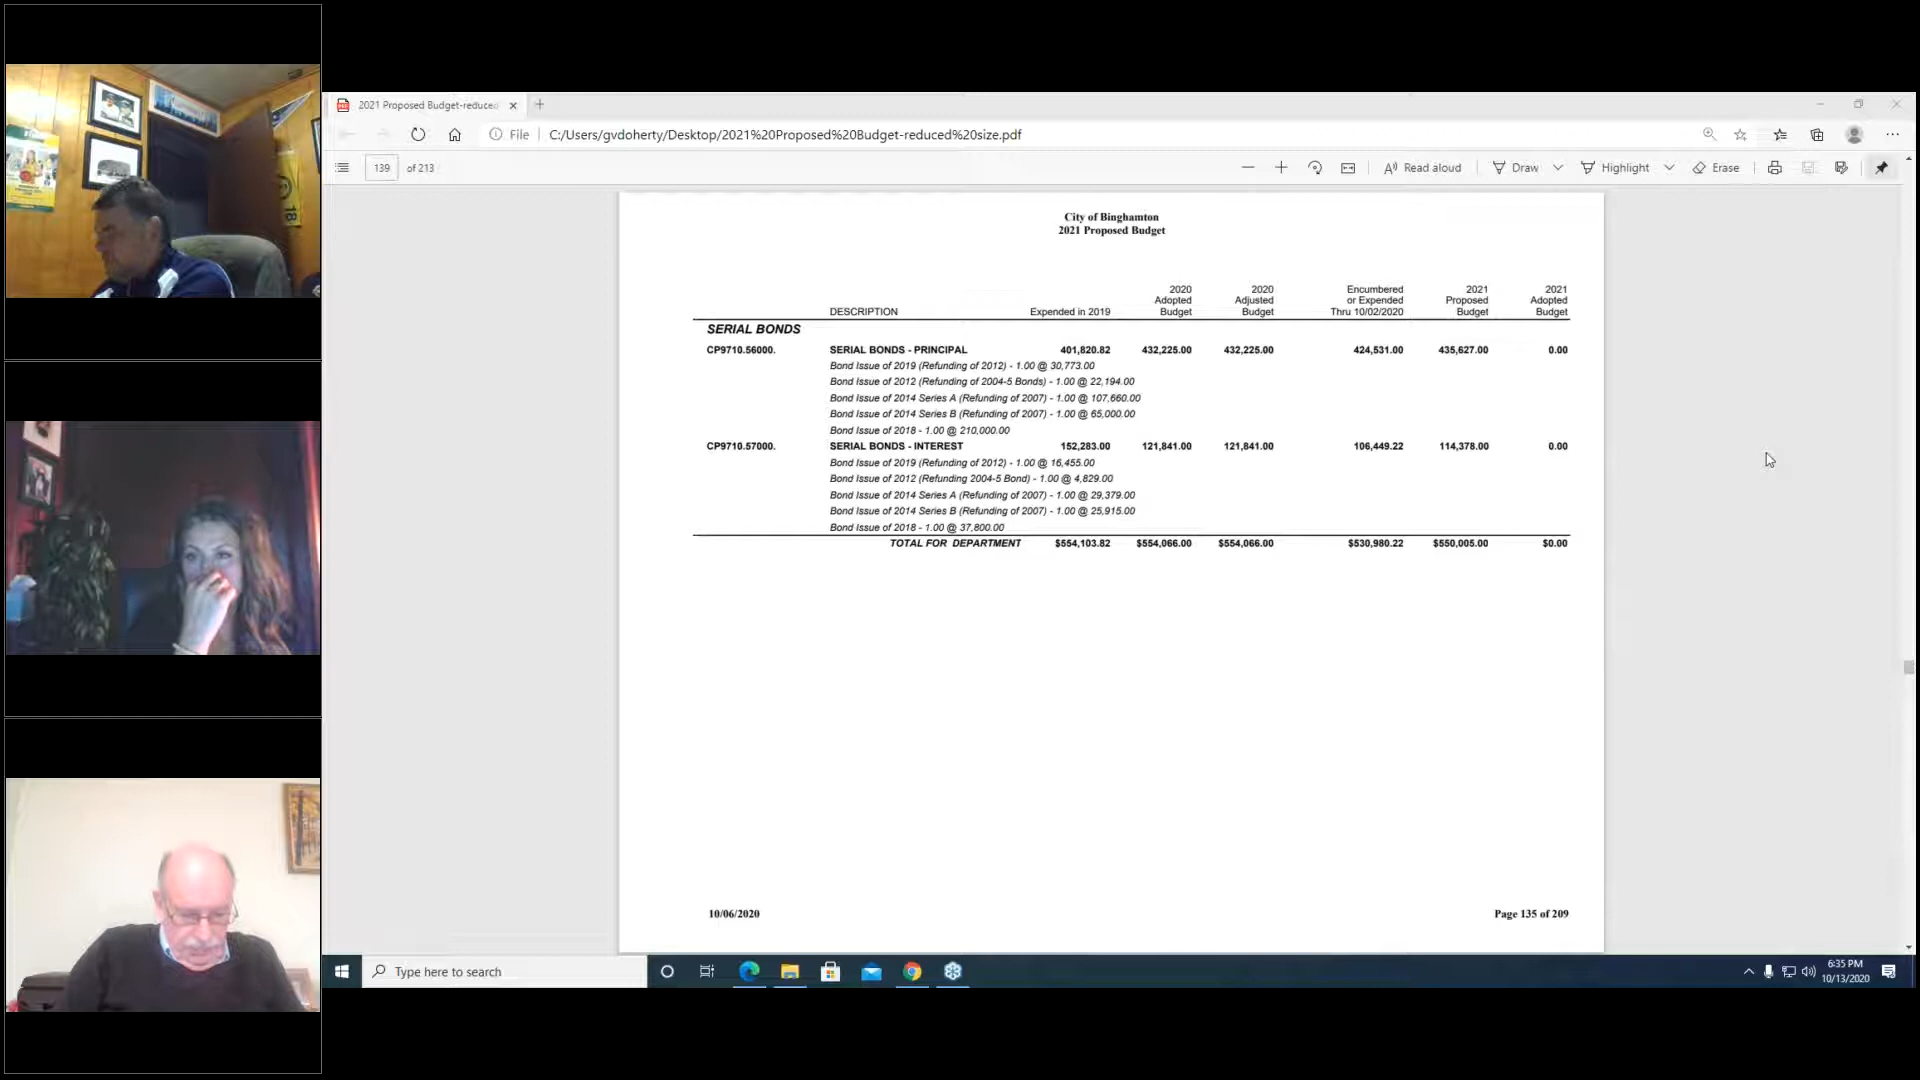 2021 Proposed Budget-reduced
File C:/Users/gvdoherty/Desktop/2021%20Proposed%20Budget-reduced%20size.pdf
139 of 213 Read aloud Draw Highlight Erase
City of Binghamton
2021 Proposed Budget
2020 2020 Encumbered 2021 2021
Adopted Adjusted or Expended Proposed Adopted
DESCRIPTION Expended in 2019 Budget Budget Thru 10/02/2020 Budget Budget
SERIAL BONDS
CP9710.56000. SERIAL BONDS - PRINCIPAL 401,820.82 432,225.00 432,225.00 424,531.00 435,627.00 0.00
Bond Issue of 2019 (Refunding of 2012) - 1.00 @ 30,773.00
Bond Issue of 2012 (Refunding of 2004-5 Bonds) - 1.00 @ 22,194.00
Bond Issue of 2014 Series A (Refunding of 2007) - 1.00 @ 107,660.00
Bond Issue of 2014 Series B (Refunding of 2007) - 1.00 @ 65,000.00
Bond Issue of 2018 - 1.00 @ 210,000.00
CP9710.57000. SERIAL BONDS - INTEREST 152,283.00 121,841.00 121,841.00 106,449.22 114,378.00 0.00
Bond Issue of 2019 (Refunding of 2012) - 1.00 @ 16,455.00
Bond Issue of 2012 (Refunding 2004-5 Bond) - 1.00 @ 4,829.00
Bond Issue of 2014 Series A (Refunding of 2007) - 1.00 @ 29,379.00
Bond Issue of 2014 Series B (Refunding of 2007) - 1.00 @ 25,915.00
Bond Issue of 2018 - 1.00 @ 37,800.00
TOTAL FOR DEPARTMENT $554,103.82 $554,066.00 $554,066.00 $530,980.22 $550,005.00 $0.00
10/06/2020 Page 135 of 209
Type here to search
6:35 PM
10/13/2020